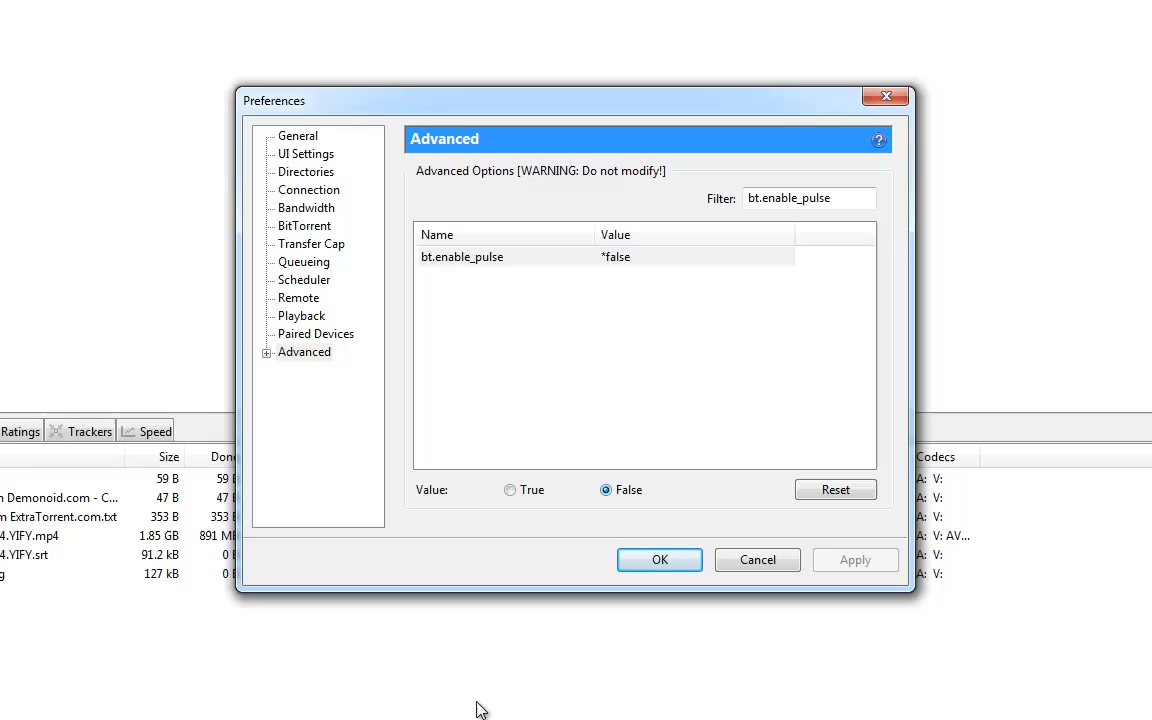 Preferences
General
UI Settings
Directories
Connection
Bandwidth
BitTorrent
Transfer Cap
Queueing
Scheduler
Remote
Playback
Paired Devices
Advanced
Advanced
Advanced Options [WARNING: Do not modify!]
Filter: bt.enable_pulse
Name Value
bt.enable_pulse *false
Value: True False Reset
OK Cancel Apply
Ratings Trackers Speed
Size Done Codecs
59 B 59 A: V:
n Demonoid.com - C... 47 B 47 A: V:
m ExtraTorrent.com.txt 353 B 353 A: V:
4.YIFY.mp4 1.85 GB 891 M A: V: AV...
4.YIFY.srt 91.2 kB 0 A: V:
g 127 kB 0 A: V: